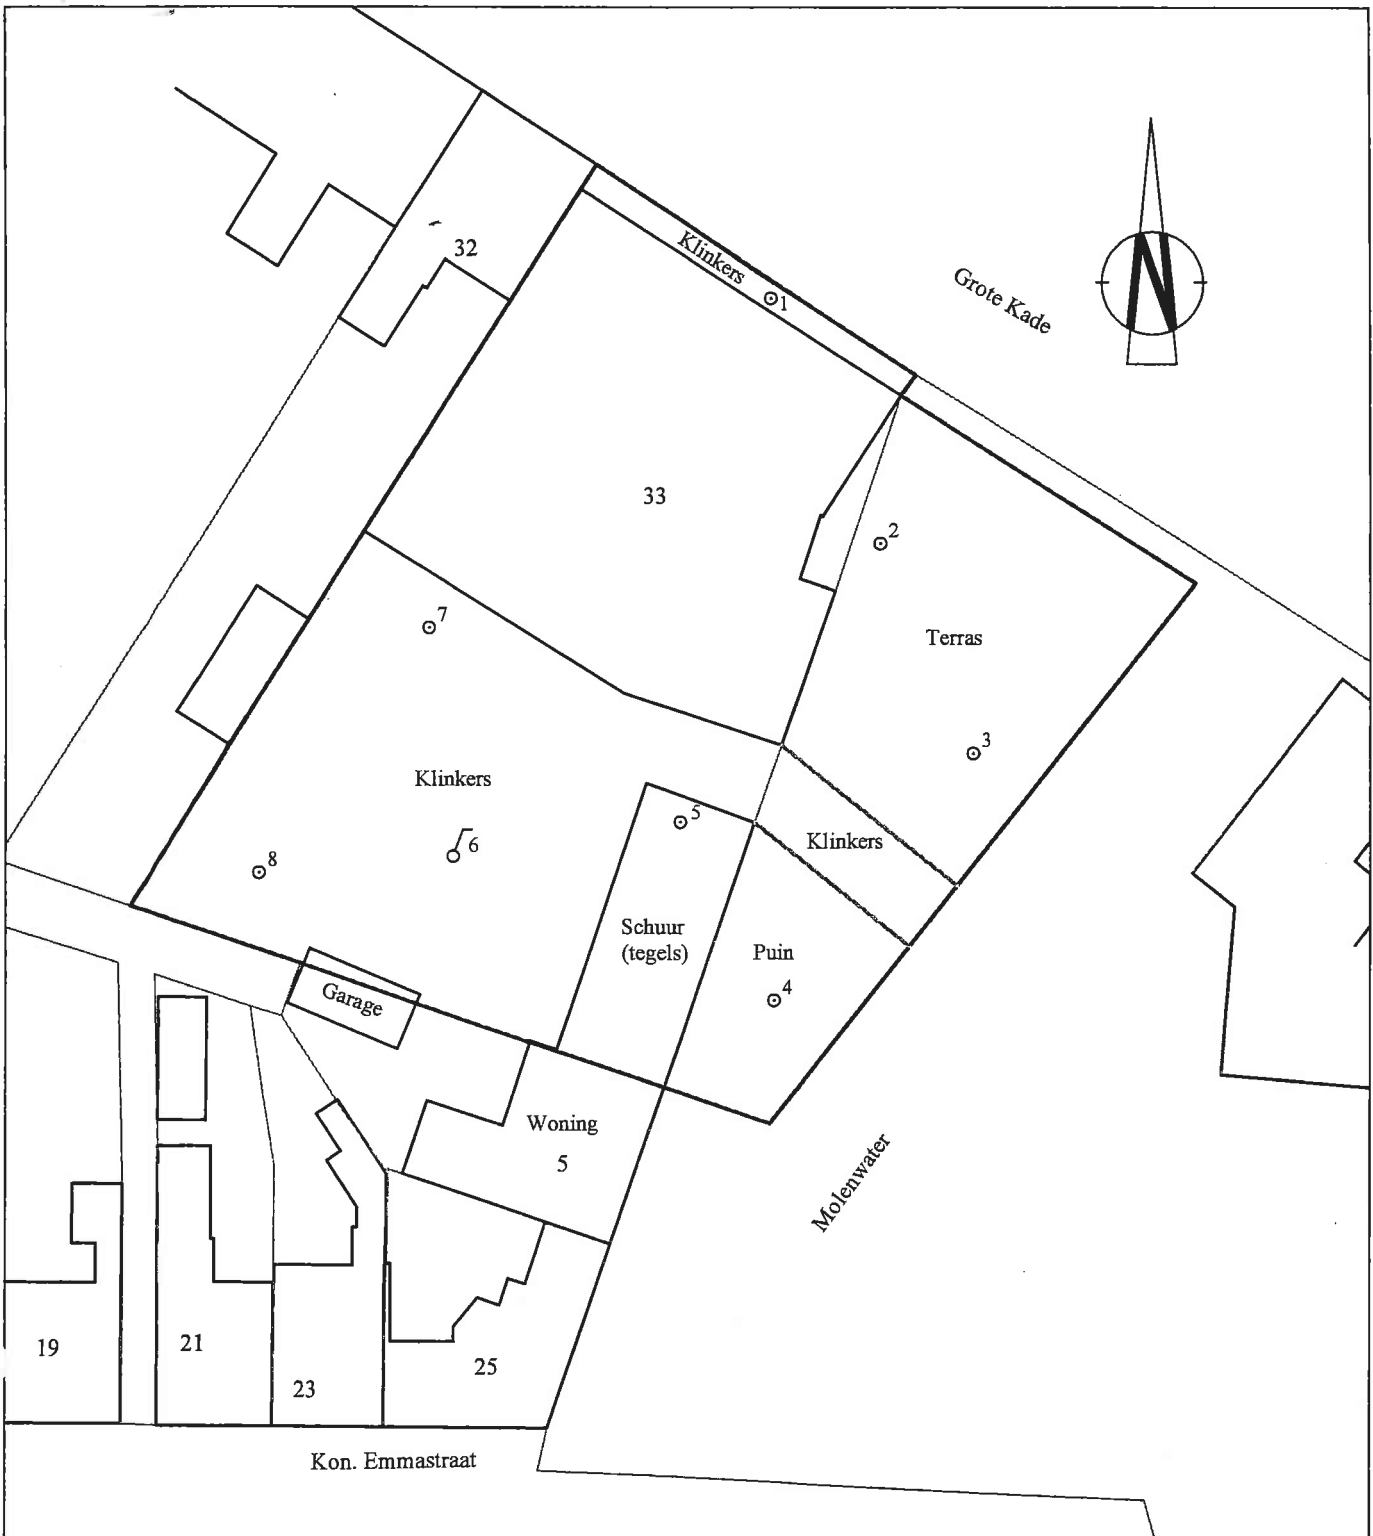 32
Klinkers
1
Grote Kade
N
33
2
7
Terras
3
Klinkers
5
Klinkers
6
8
Schuur
(tegels)
Puin
4
Garage
Woning
5
Molenwater
19
21
23
25
Kon. Emmastraat